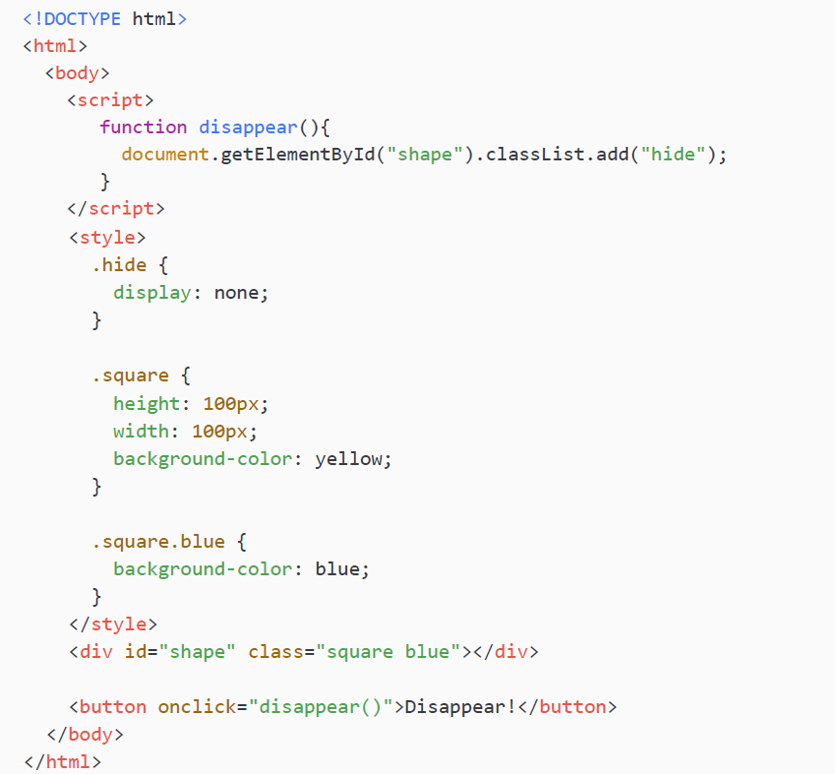 <!DOCTYPE html>
<html>
  <body>
    <script>
       function disappear(){
         document.getElementById("shape").classList.add("hide");
       }
    </script>
    <style>
      .hide {
        display: none;
      }

      .square {
        height: 100px;
        width: 100px;
        background-color: yellow;
      }

      .square.blue {
        background-color: blue;
      }
    </style>
    <div id="shape" class="square blue"></div>

    <button onclick="disappear()">Disappear!</button>
  </body>
</html>